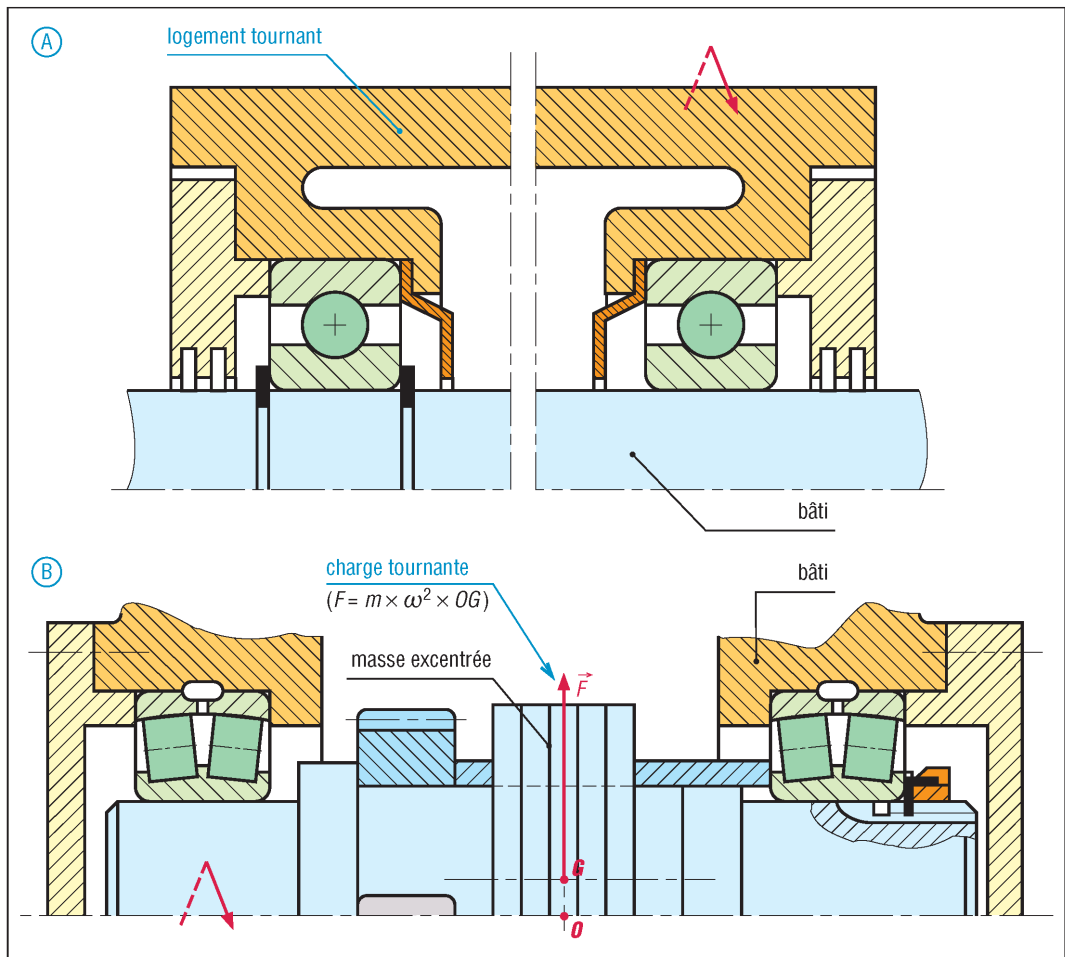 A
logement tournant
bâti
B
charge tournante
(F = m × ω² × OG)
bâti
masse excentrée
F⃗
G
O